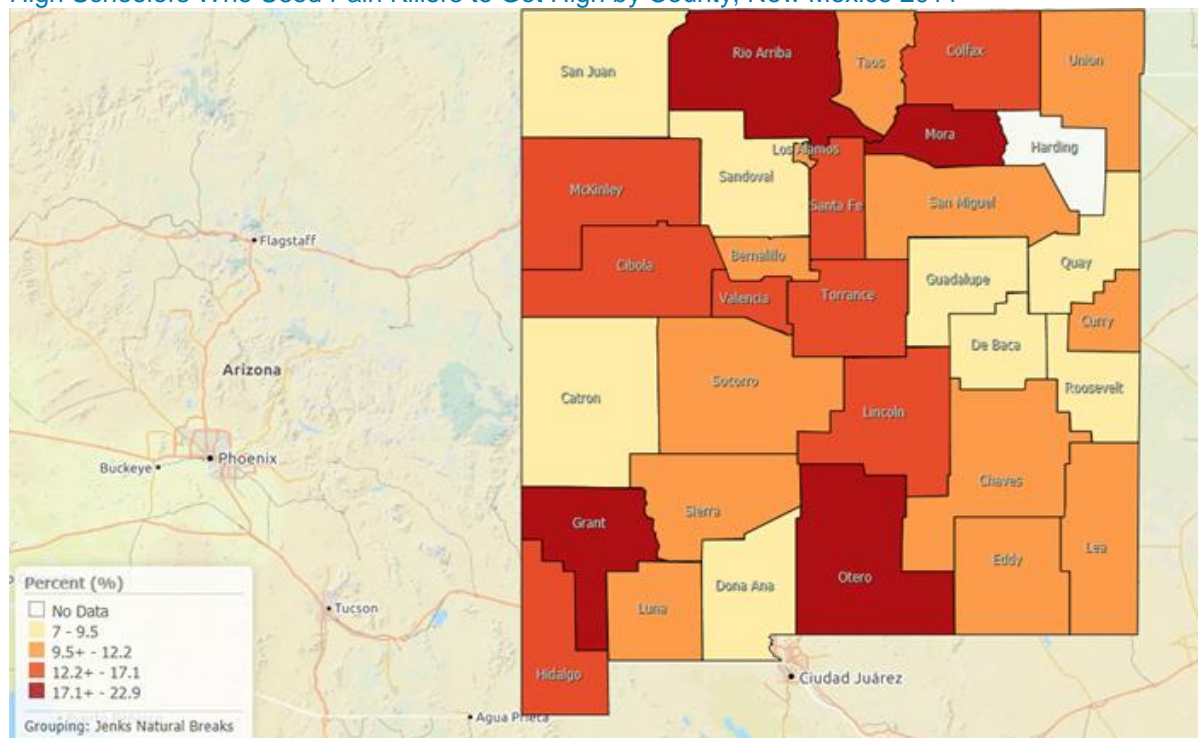 High Schoolers Who Used Pain Killers to Get High by County, New Mexico 2011
Rio Arriba
Taos
Colfax
Union
San Juan
Mora
Harding
Los Alamos
McKinley
Sandoval
Santa Fe
San Miguel
Flagstaff
Bernalillo
Quay
Cibola
Guadalupe
Valencia
Torrance
Curry
De Baca
Arizona
Socorro
Roosevelt
Catron
Lincoln
Phoenix
Buckeye
Chaves
Sierra
Grant
Lea
Eddy
Otero
Percent (%)
No Data
7 - 9.5
9.5+ - 12.2
12.2+ - 17.1
17.1+ - 22.9
Grouping: Jenks Natural Breaks
Dona Ana
Luna
Tucson
Hidalgo
Ciudad Juárez
Agua Prieta